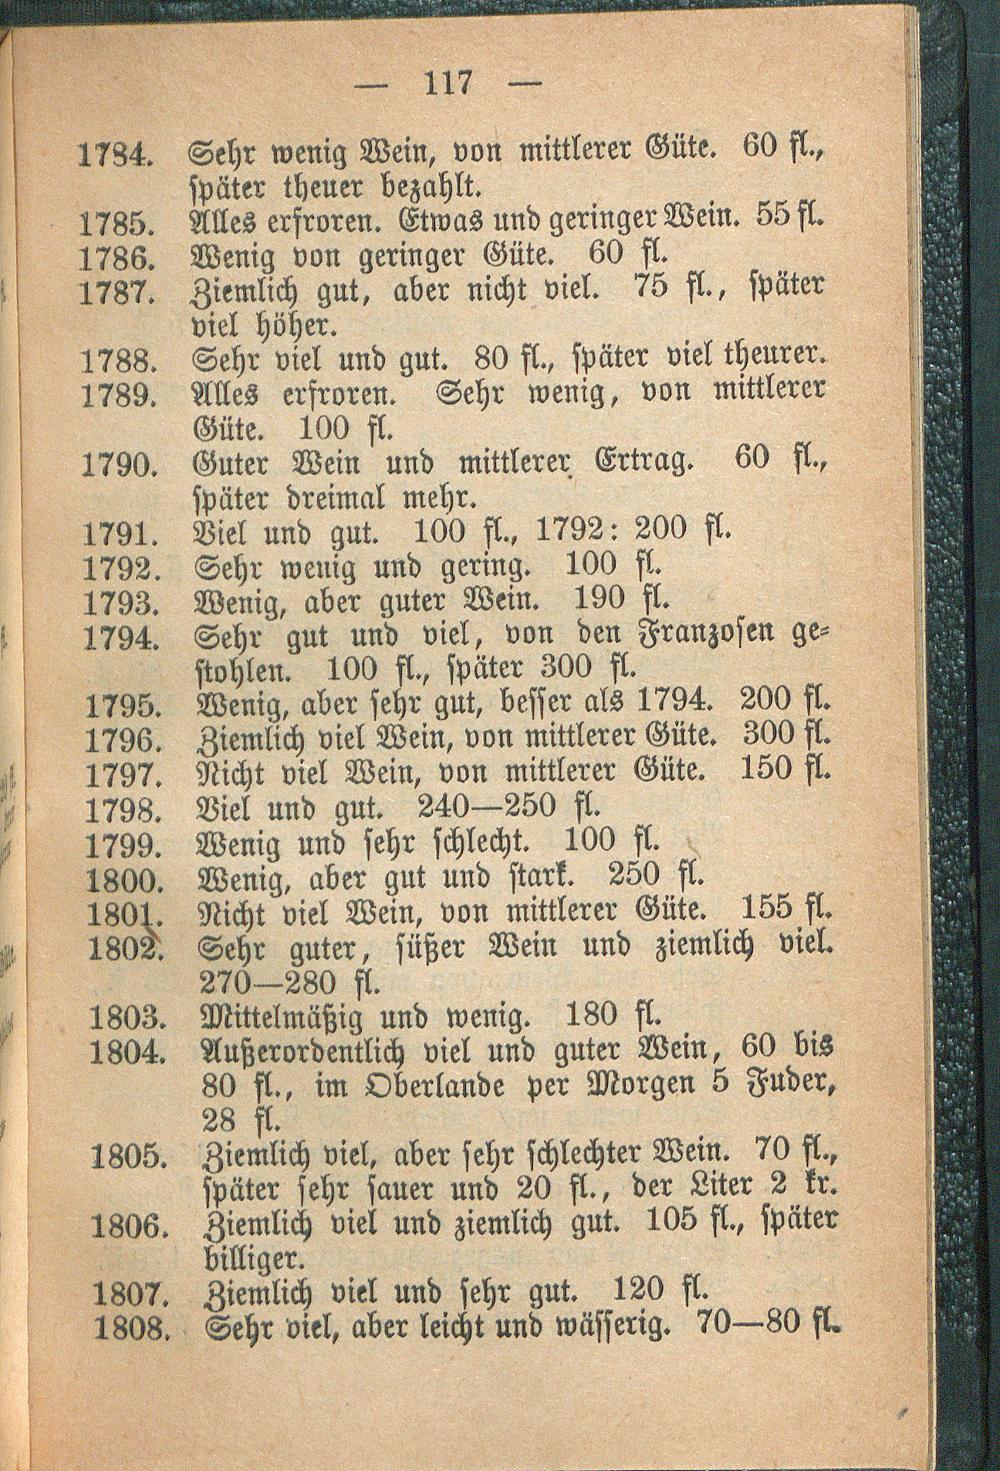 — 117 —
1784. Sehr wenig Wein, von mittlerer Güte. 60 fl.,
später theuer bezahlt.
1785. Alles erfroren. Etwas und geringer Wein. 55 fl.
1786. Wenig von geringer Güte. 60 fl.
1787. Ziemlich gut, aber nicht viel. 75 fl., später
viel höher.
1788. Sehr viel und gut. 80 fl., später viel theurer.
1789. Alles erfroren. Sehr wenig, von mittlerer
Güte. 100 fl.
1790. Guter Wein und mittlerer Ertrag. 60 fl.,
später dreimal mehr.
1791. Viel und gut. 100 fl., 1792: 200 fl.
1792. Sehr wenig und gering. 100 fl.
1793. Wenig, aber guter Wein. 190 fl.
1794. Sehr gut und viel, von den Franzosen ge-
stohlen. 100 fl., später 300 fl.
1795. Wenig, aber sehr gut, besser als 1794. 200 fl.
1796. Ziemlich viel Wein, von mittlerer Güte. 300 fl.
1797. Nicht viel Wein, von mittlerer Güte. 150 fl.
1798. Viel und gut. 240—250 fl.
1799. Wenig und sehr schlecht. 100 fl.
1800. Wenig, aber gut und stark. 250 fl.
1801. Nicht viel Wein, von mittlerer Güte. 155 fl.
1802. Sehr guter, süßer Wein und ziemlich viel.
270—280 fl.
1803. Mittelmäßig und wenig. 180 fl.
1804. Außerordentlich viel und guter Wein, 60 bis
80 fl., im Oberlande per Morgen 5 Fuder,
28 fl.
1805. Ziemlich viel, aber sehr schlechter Wein. 70 fl.,
später sehr sauer und 20 fl., der Liter 2 kr.
1806. Ziemlich viel und ziemlich gut. 105 fl., später
billiger.
1807. Ziemlich viel und sehr gut. 120 fl.
1808. Sehr viel, aber leicht und wässerig. 70—80 fl.